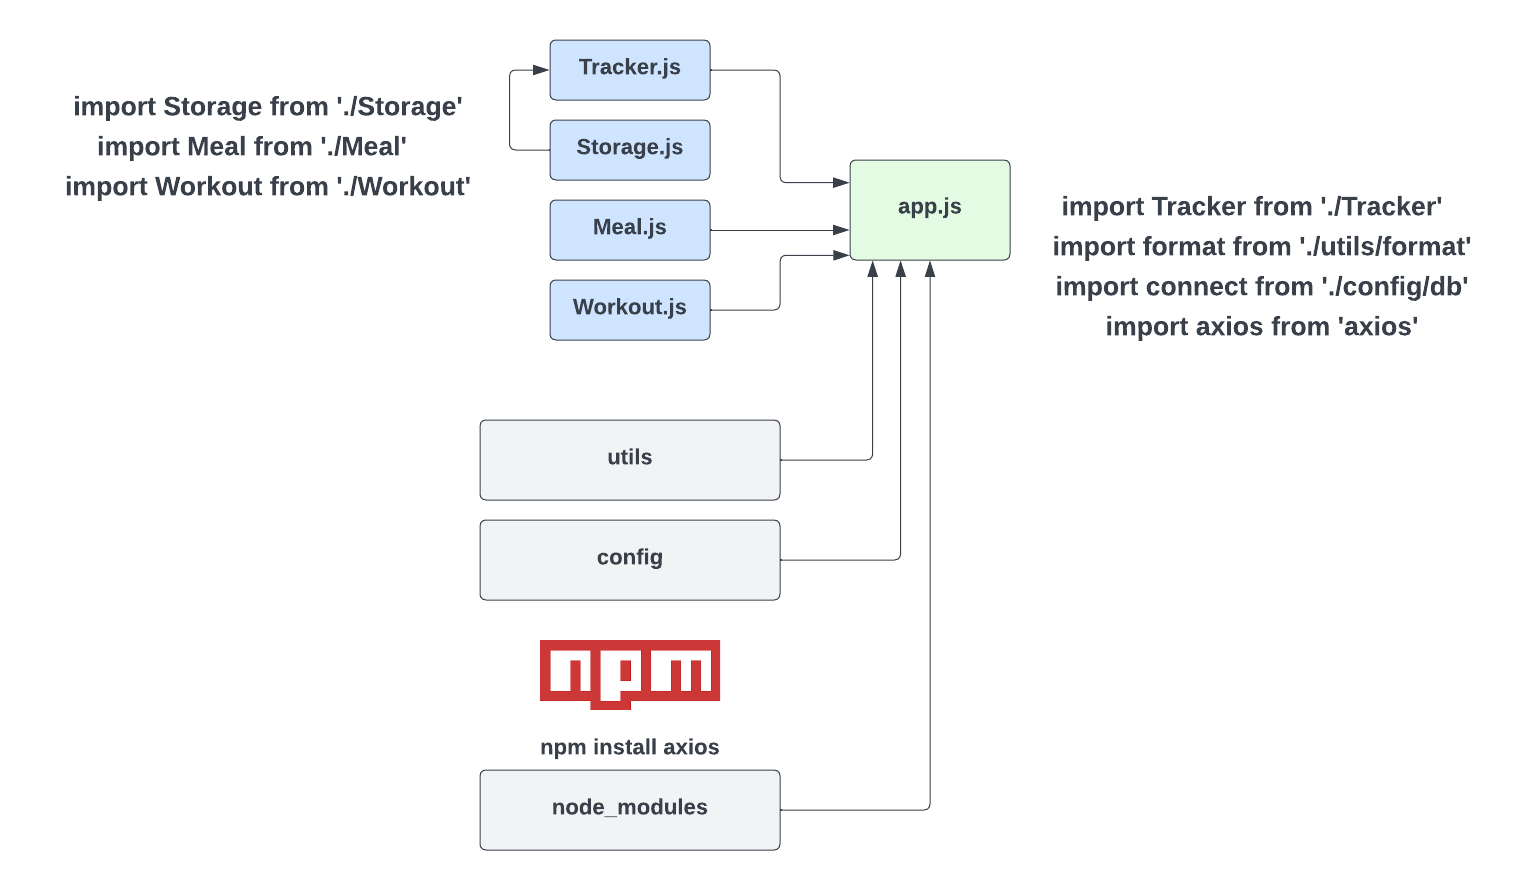 import Storage from './Storage'
import Meal from './Meal'
import Workout from './Workout'
Tracker.js
Storage.js
Meal.js
Workout.js
app.js
import Tracker from './Tracker'
import format from './utils/format'
import connect from './config/db'
import axios from 'axios'
utils
config
npm
npm install axios
node_modules